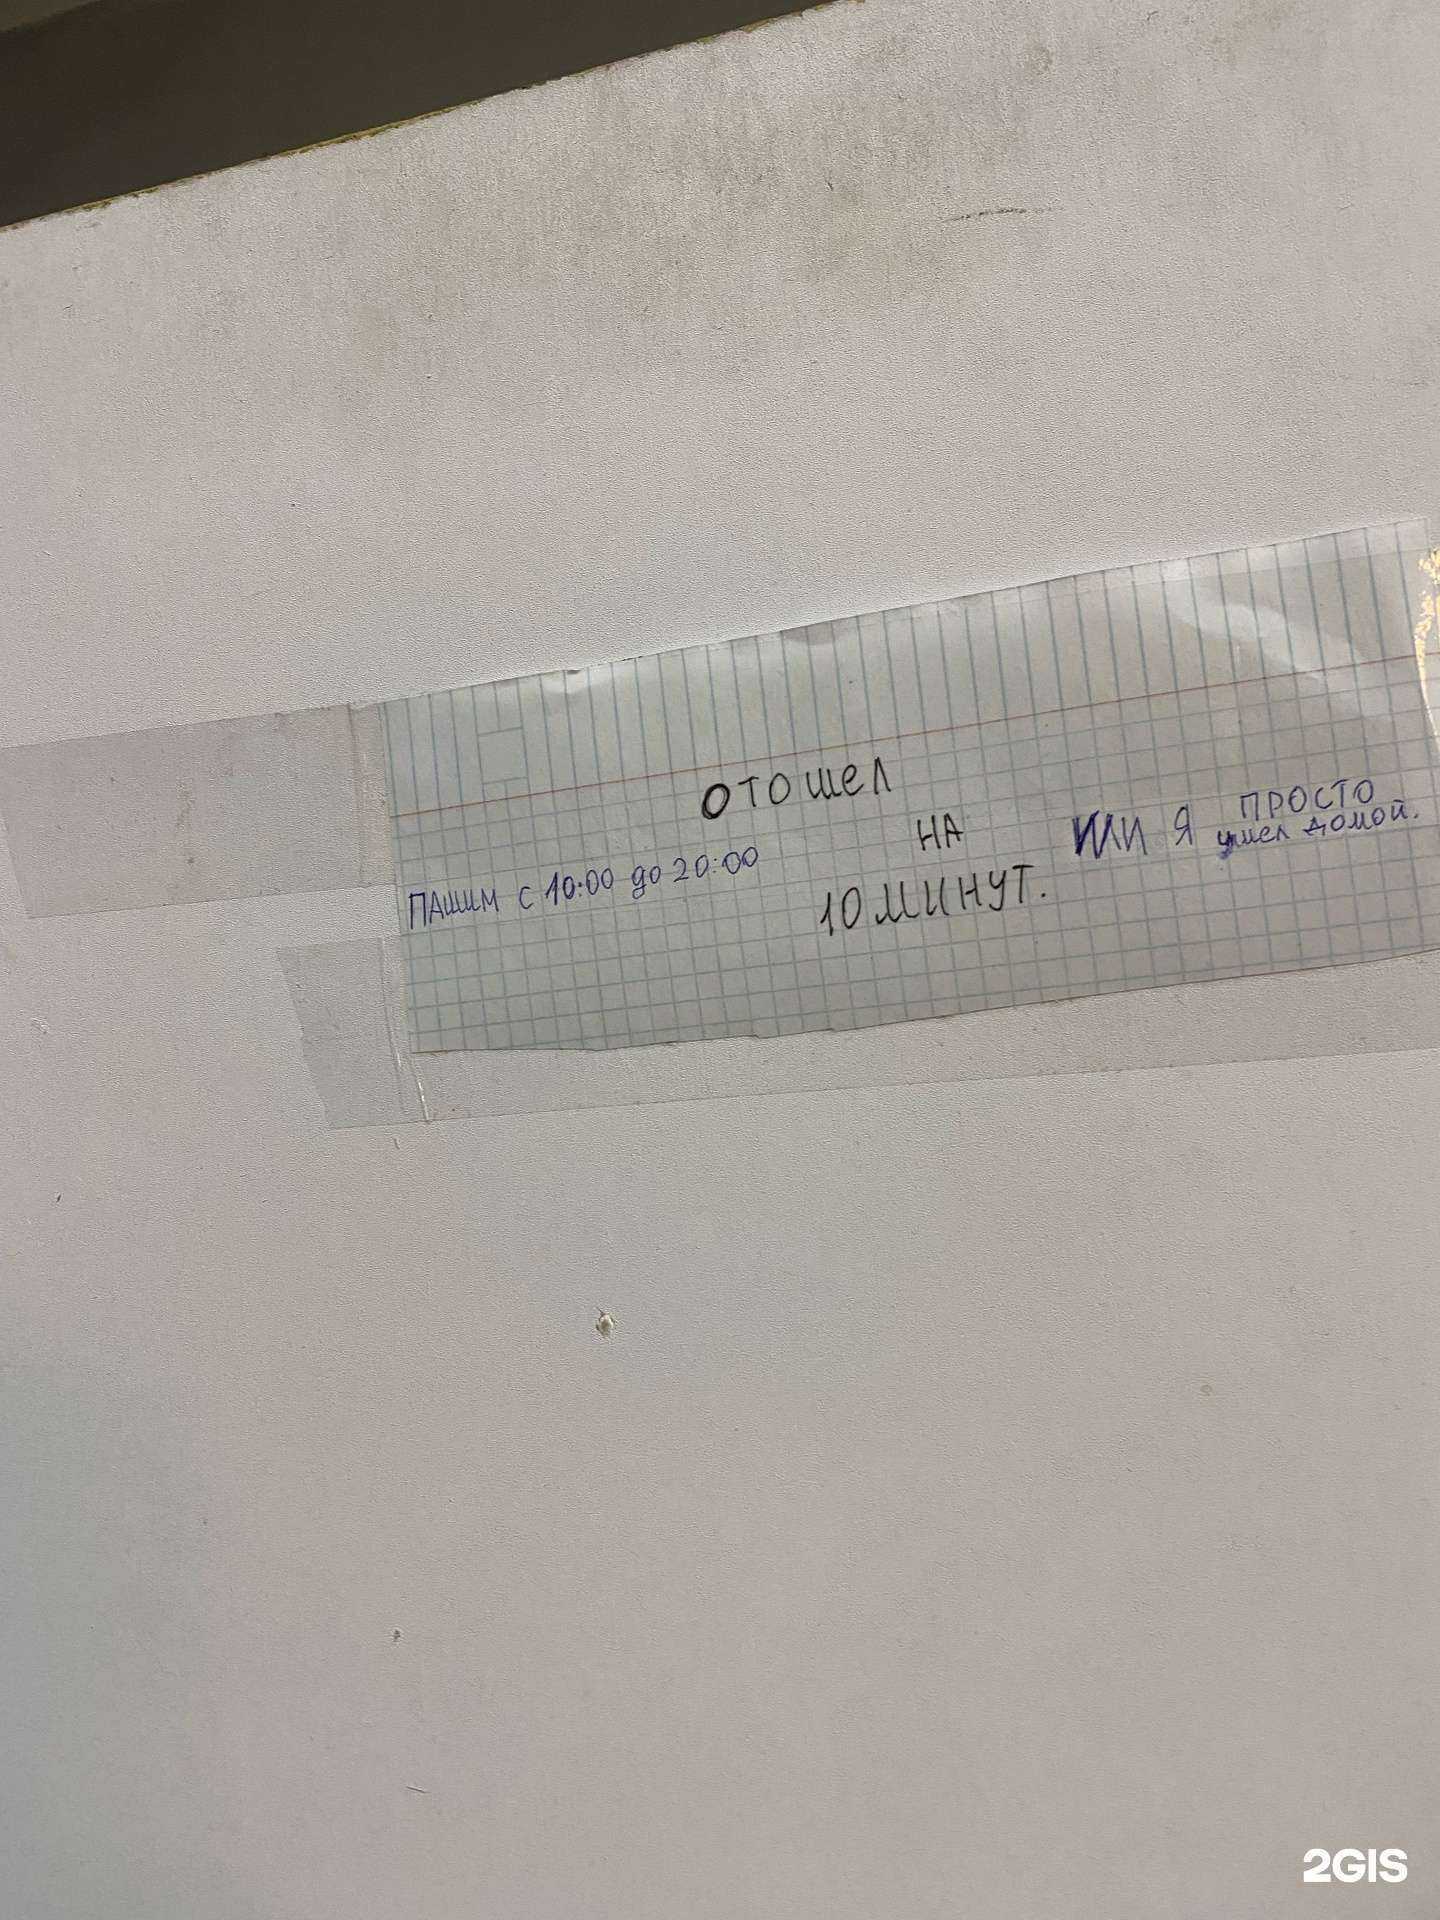 ОТОШЕЛ
НА
10 МИНУТ.
ПАШИМ С 10:00 до 20:00
ИЛИ Я ПРОСТО
ушел домой.
2GIS